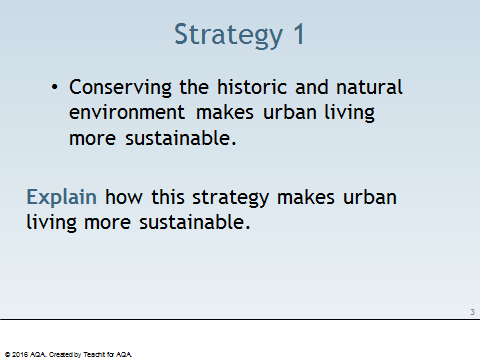 Strategy 1
• Conserving the historic and natural
environment makes urban living
more sustainable.
Explain how this strategy makes urban
living more sustainable.
3
© 2016 AQA. Created by Teachit for AQA.